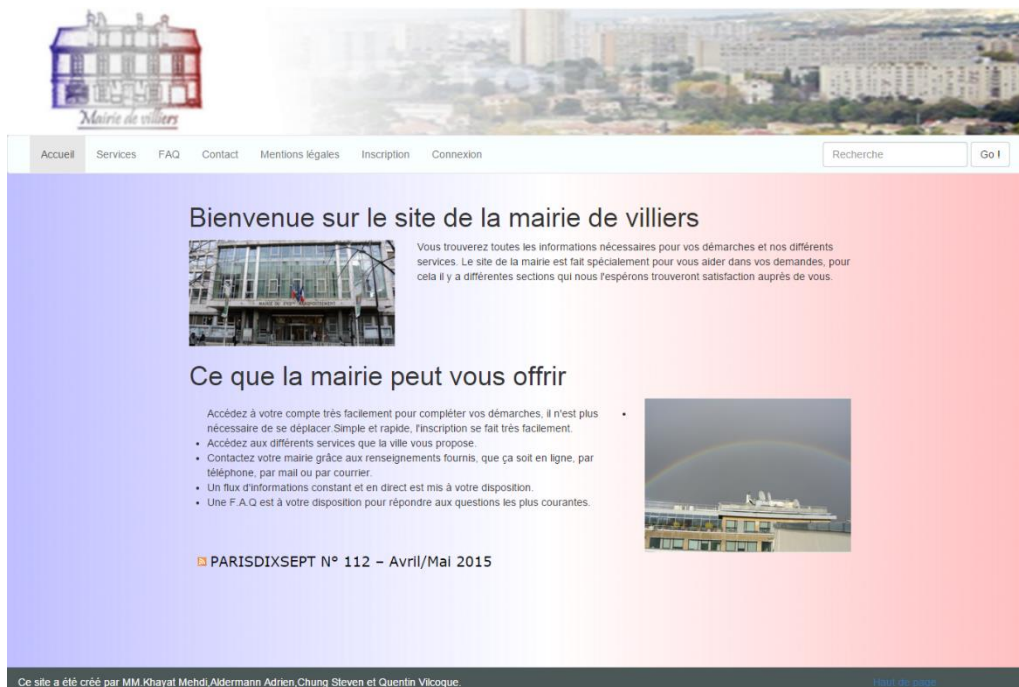 Mairie de villiers
Accueil Services FAQ Contact Mentions légales Inscription Connexion Recherche Go !
Bienvenue sur le site de la mairie de villiers
Vous trouverez toutes les informations nécessaires pour vos démarches et nos différents
services. Le site de la mairie est fait spécialement pour vous aider dans vos demandes, pour
cela il y a différentes sections qui nous l'espérons trouveront satisfaction auprès de vous.
Ce que la mairie peut vous offrir
Accédez à votre compte très facilement pour compléter vos démarches, il n'est plus
nécessaire de se déplacer.Simple et rapide, l'inscription se fait très facilement.
• Accédez aux différents services que la ville vous propose.
• Contactez votre mairie grâce aux renseignements fournis, que ça soit en ligne, par
téléphone, par mail ou par courrier.
• Un flux d'informations constant et en direct est mis à votre disposition.
• Une F.A.Q est à votre disposition pour répondre aux questions les plus courantes.
PARISDIXSEPT N° 112 – Avril/Mai 2015
Ce site a été créé par MM.Khayat Mehdi,Aldermann Adrien,Chung Steven et Quentin Vilcoque.
Haut de page